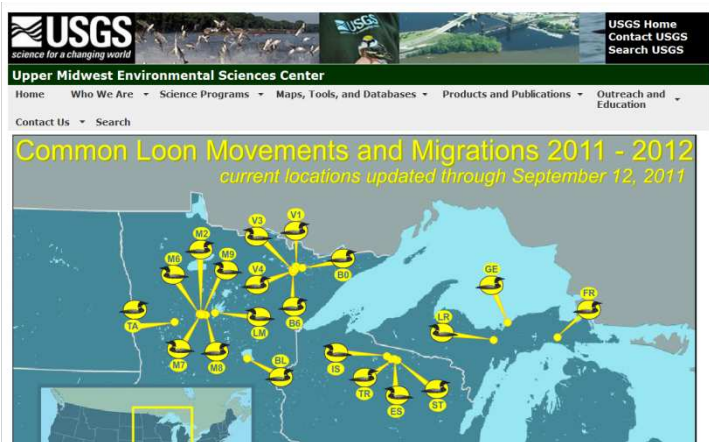 USGS
science for a changing world
USGS
USGS Home
Contact USGS
Search USGS
Upper Midwest Environmental Sciences Center
Home Who We Are Science Programs Maps, Tools, and Databases Products and Publications Outreach and Education
Contact Us Search
Common Loon Movements and Migrations 2011 - 2012
current locations updated through September 12, 2011
V3
V1
M2
M6
M9
V4
B0
GE
FR
TA
LM
B6
LR
M7
M8
BL
IS
TR
ES
ST